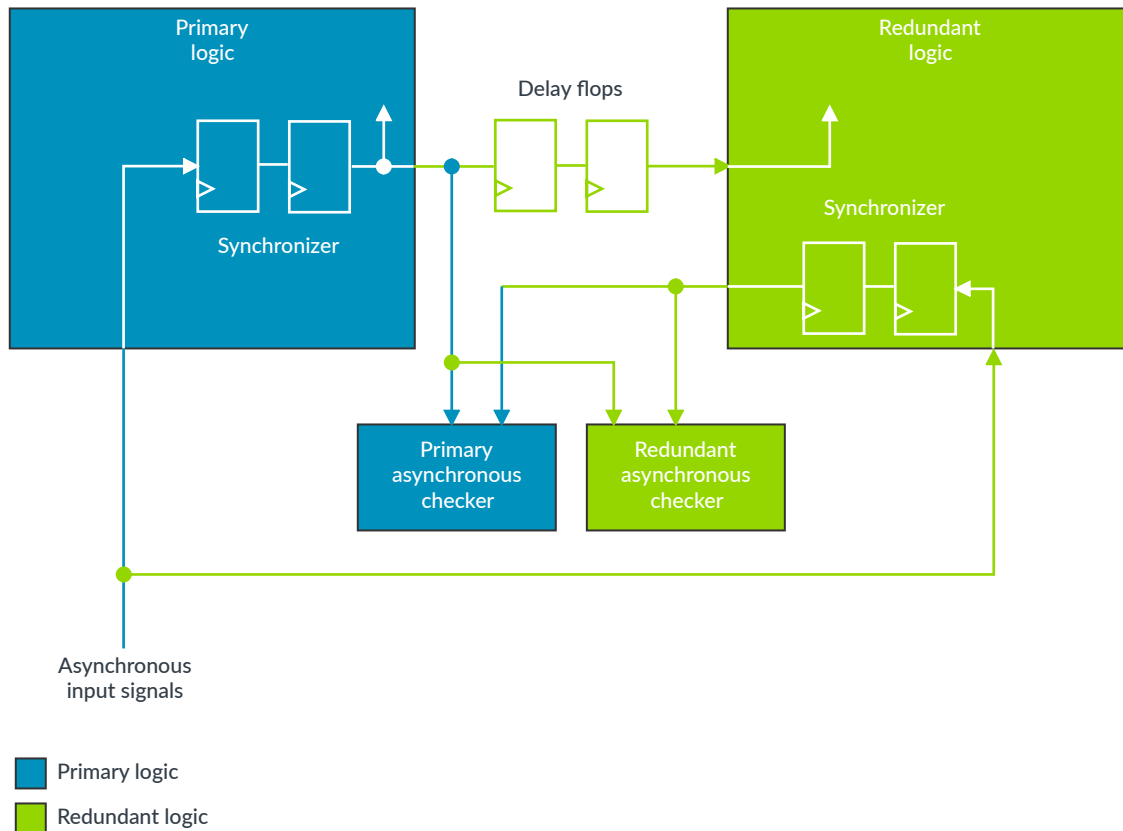 Primary
logic
Redundant
logic
Delay flops
Synchronizer
Synchronizer
Primary
asynchronous
checker
Redundant
asynchronous
checker
Asynchronous
input signals
Primary logic
Redundant logic